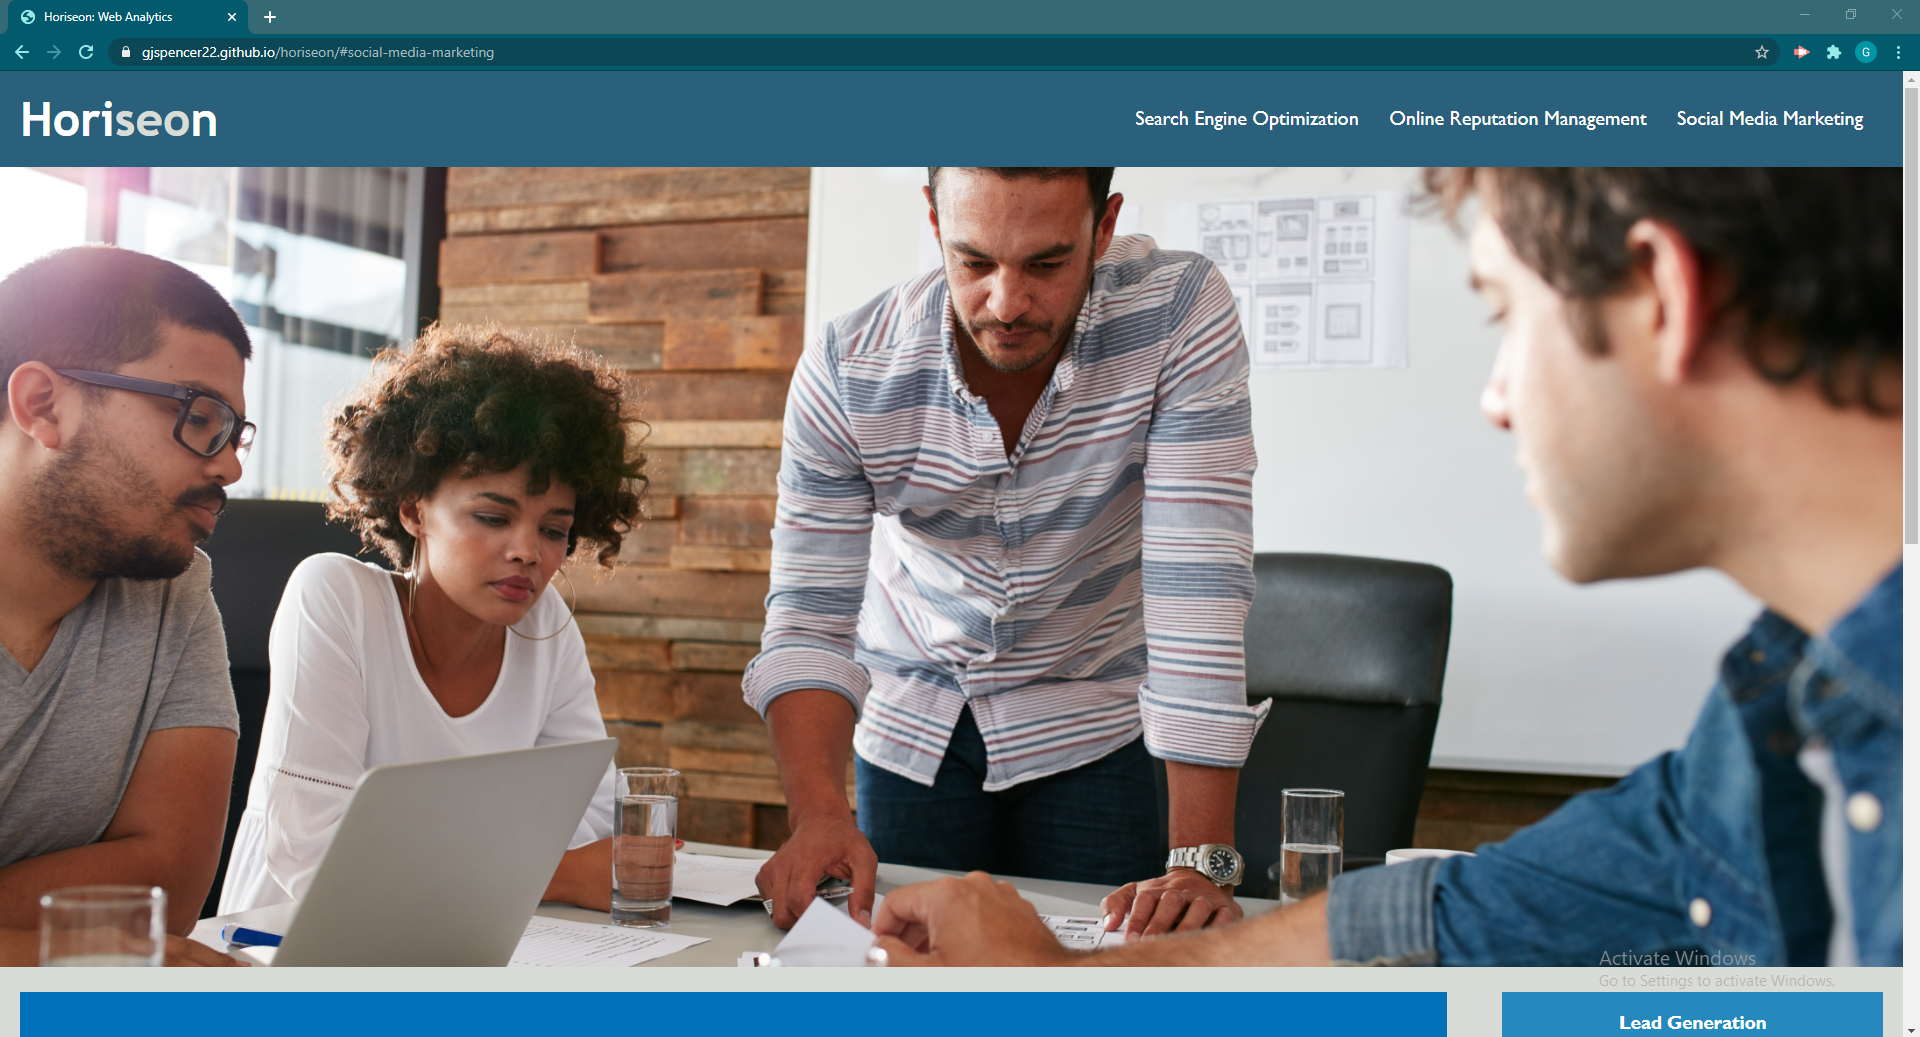 Horiseon: Web Analytics
gjspencer22.github.io/horiseon/#social-media-marketing
G
Horiseon
Search Engine Optimization
Online Reputation Management
Social Media Marketing
Activate Windows
Go to Settings to activate Windows.
Lead Generation